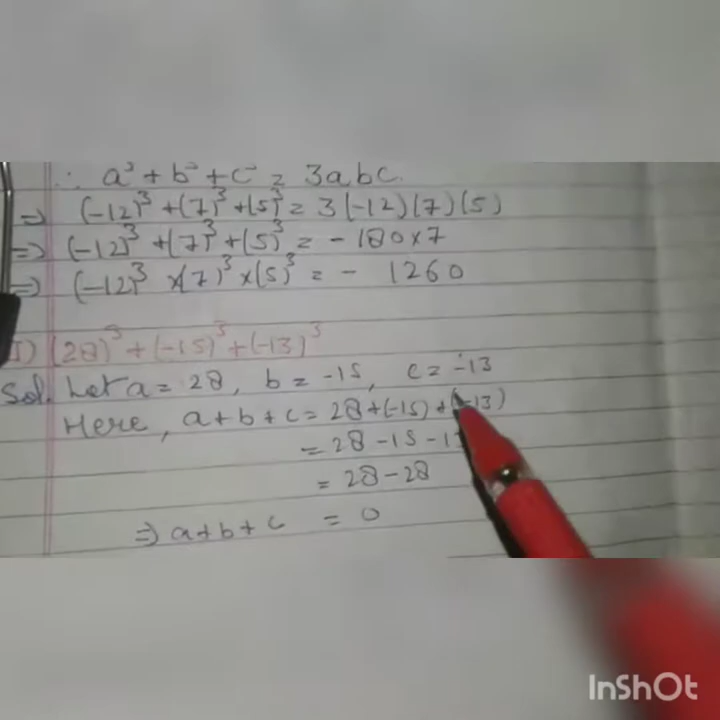 ∴ a³ + b³ + c³ = 3abc.
⇒ (-12)³ + (7)³ + (5)³ = 3(-12)(7)(5)
⇒ (-12)³ + (7)³ + (5)³ = - 180×7
⇒ (-12)³ × (7)³ × (5)³ = - 1260
I) (28)³ + (-15)³ + (-13)³
Sol. Let a = 28, b = -15, c = -13
Here, a + b + c = 28 + (-15) + (-13)
= 28 - 15 - 1
= 28 - 28
⇒ a + b + c = 0
InShOt